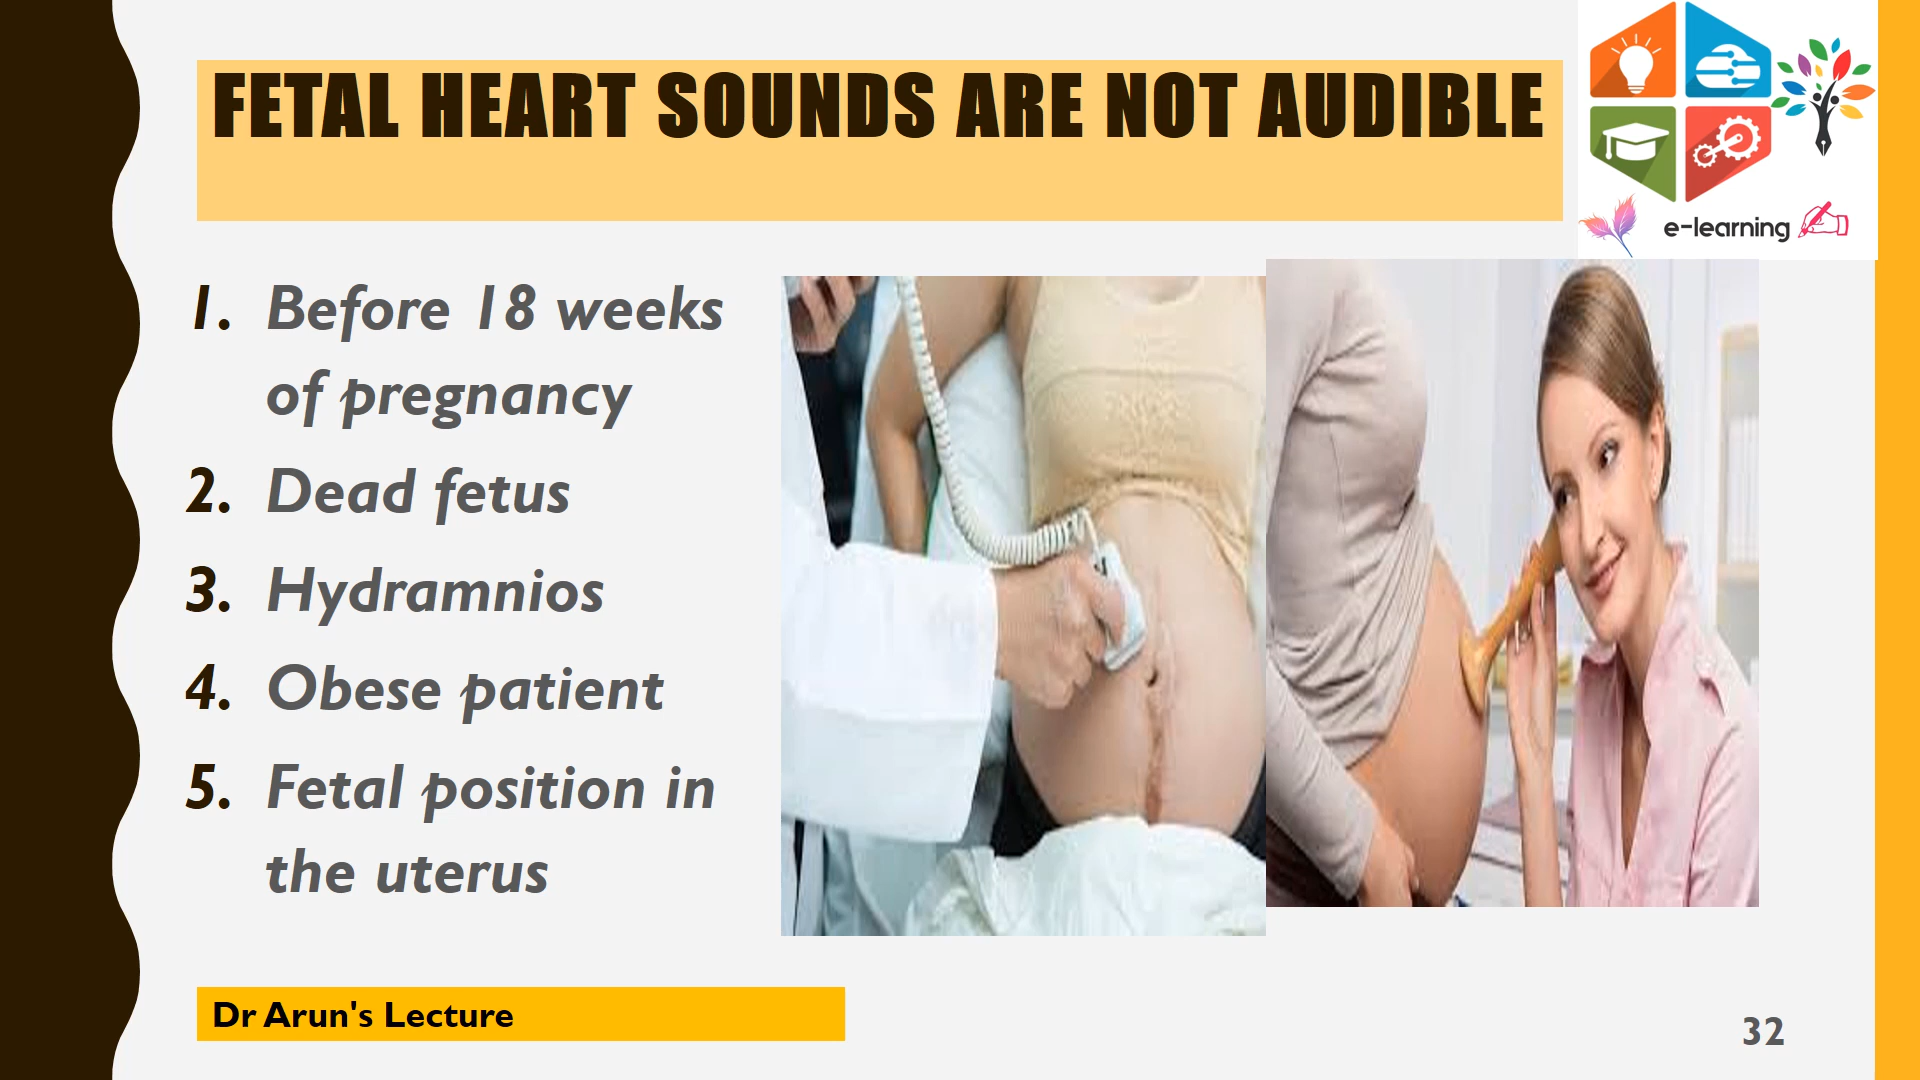 FETAL HEART SOUNDS ARE NOT AUDIBLE
e-learning
1. Before 18 weeks
of pregnancy
2. Dead fetus
3. Hydramnios
4. Obese patient
5. Fetal position in
the uterus
Dr Arun's Lecture
32